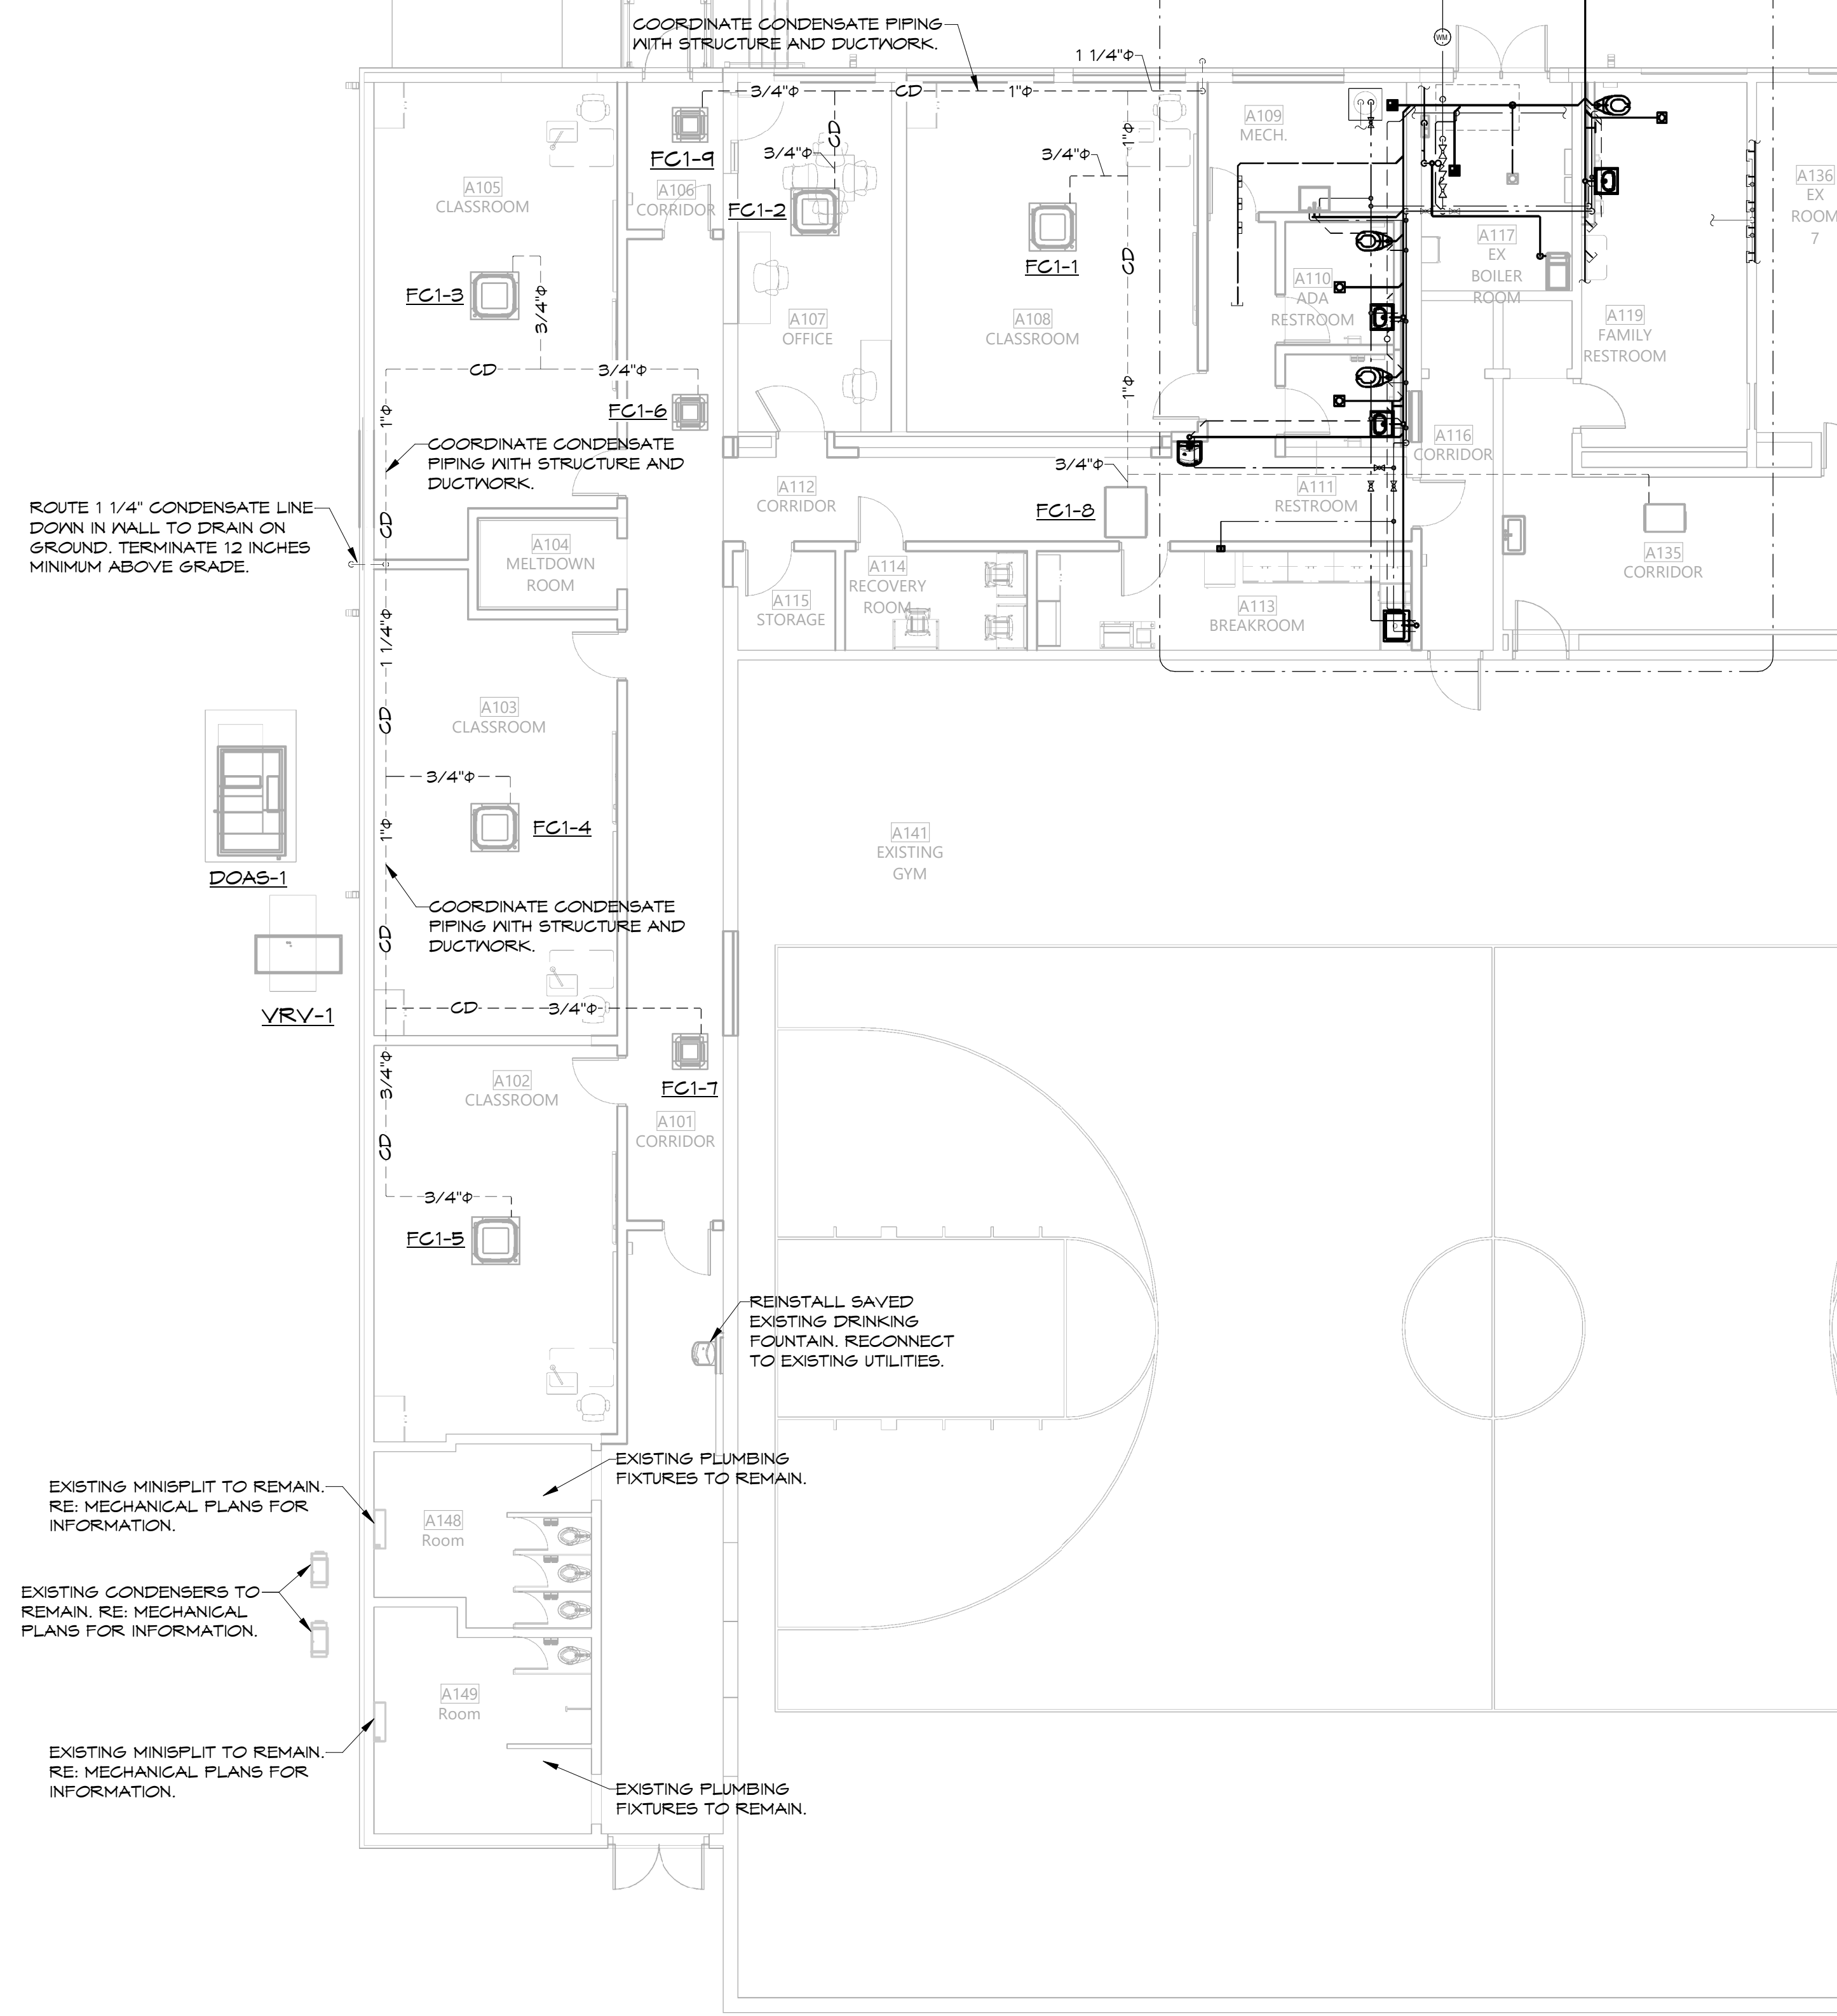 COORDINATE CONDENSATE PIPING
WITH STRUCTURE AND DUCTWORK.
1 1/4"Φ
WM
3/4"Φ
CD
1"Φ
A109
MECH.
FC1-9
CD
3/4"Φ
1"Φ
3/4"Φ
A105
CLASSROOM
A106
CORRIDOR
FC1-2
A136
EX
ROOM
7
A117
EX
BOILER
ROOM
FC1-1
CD
FC1-3
3/4"Φ
A110
ADA
RESTROOM
A107
OFFICE
A108
CLASSROOM
A119
FAMILY
RESTROOM
CD
3/4"Φ
1"Φ
FC1-6
1"Φ
COORDINATE CONDENSATE
PIPING WITH STRUCTURE AND
DUCTWORK.
A116
CORRIDOR
3/4"Φ
A112
CORRIDOR
A111
RESTROOM
FC1-8
ROUTE 1 1/4" CONDENSATE LINE
DOWN IN WALL TO DRAIN ON
GROUND. TERMINATE 12 INCHES
MINIMUM ABOVE GRADE.
CD
A104
MELTDOWN
ROOM
A114
RECOVERY
ROOM
A135
CORRIDOR
A115
STORAGE
A113
BREAKROOM
1 1/4"Φ
CD
A103
CLASSROOM
3/4"Φ
1"Φ
FC1-4
A141
EXISTING
GYM
DOAS-1
COORDINATE CONDENSATE
PIPING WITH STRUCTURE AND
DUCTWORK.
CD
VRV-1
CD
3/4"Φ
3/4"Φ
FC1-7
A102
CLASSROOM
A101
CORRIDOR
CD
3/4"Φ
FC1-5
REINSTALL SAVED
EXISTING DRINKING
FOUNTAIN. RECONNECT
TO EXISTING UTILITIES.
EXISTING PLUMBING
FIXTURES TO REMAIN.
EXISTING MINISPLIT TO REMAIN.
RE: MECHANICAL PLANS FOR
INFORMATION.
A148
Room
EXISTING CONDENSERS TO
REMAIN. RE: MECHANICAL
PLANS FOR INFORMATION.
A149
Room
EXISTING MINISPLIT TO REMAIN.
RE: MECHANICAL PLANS FOR
INFORMATION.
EXISTING PLUMBING
FIXTURES TO REMAIN.